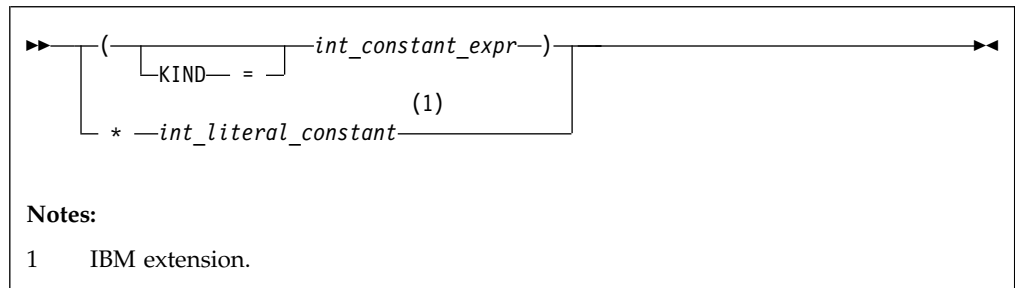 ( int_constant_expr )
KIND =
(1)
* int_literal_constant
Notes:
1 IBM extension.